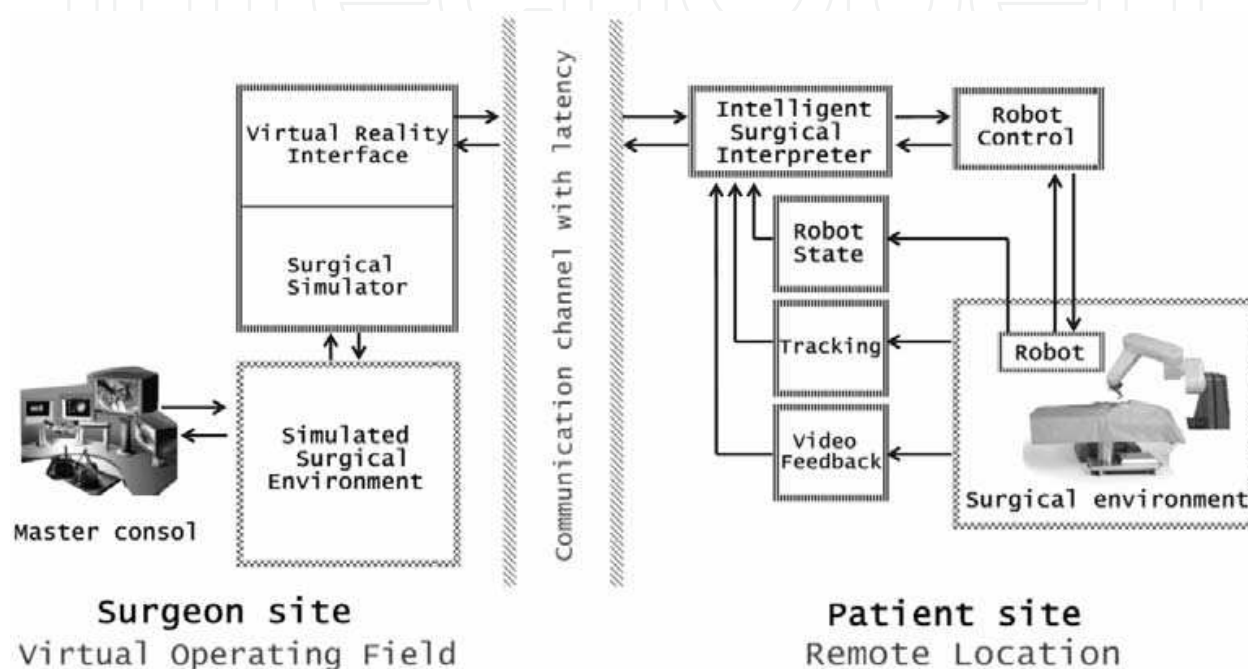 Virtual Reality
Interface
Surgical
Simulator
Simulated
Surgical
Environment
Master consol
Surgeon site
Virtual Operating Field
Communication channel with latency
Intelligent
Surgical
Interpreter
Robot
Control
Robot
State
Tracking
Video
Feedback
Robot
Surgical environment
Patient site
Remote Location